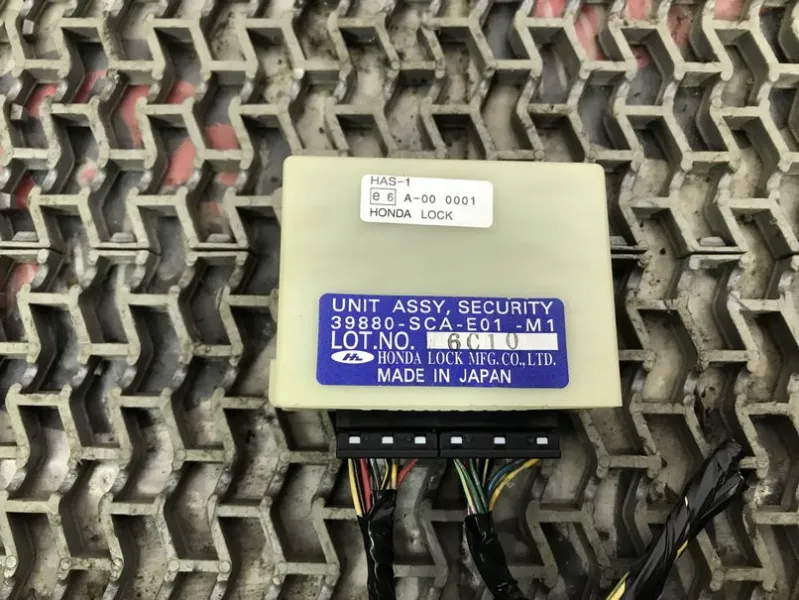 HAS-1
e 6 A-00 0001
HONDA LOCK
UNIT ASSY, SECURITY
39880-SCA-E01 -M1
LOT.NO. 6C10
HL HONDA LOCK MFG.CO.,LTD.
MADE IN JAPAN